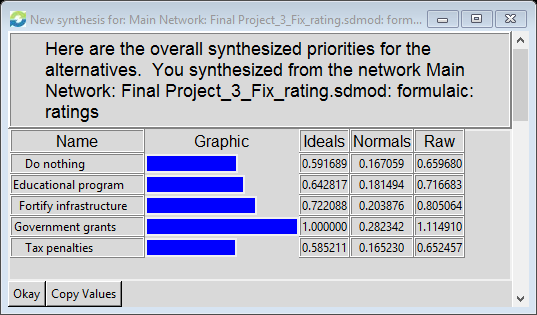 New synthesis for: Main Network: Final Project_3_Fix_rating.sdmod: formul...
Here are the overall synthesized priorities for the
alternatives. You synthesized from the network Main
Network: Final Project_3_Fix_rating.sdmod: formulaic:
ratings
Name Graphic Ideals Normals Raw
Do nothing 0.591689 0.167059 0.659680
Educational program 0.642817 0.181494 0.716683
Fortify infrastructure 0.722088 0.203876 0.805064
Government grants 1.000000 0.282342 1.114910
Tax penalties 0.585211 0.165230 0.652457
Okay Copy Values